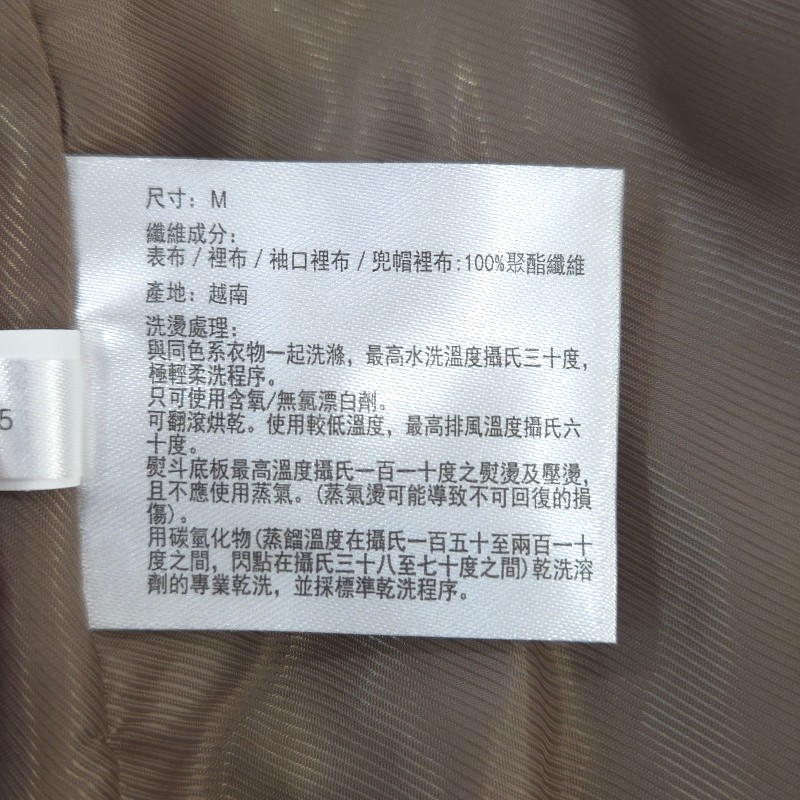 尺寸: M
纖維成分:
表布 / 裡布 / 袖口裡布 / 兜帽裡布:100%聚酯纖維
產地: 越南
洗燙處理:
與同色系衣物一起洗滌，最高水洗溫度攝氏三十度，
極輕柔洗程序。
只可使用含氧/無氯漂白劑。
可翻滾烘乾。使用較低溫度，最高排風溫度攝氏六
十度。
熨斗底板最高溫度攝氏一百一十度之熨燙及壓燙，
且不應使用蒸氣。(蒸氣燙可能導致不可回復的損
傷)。
用碳氫化物(蒸餾溫度在攝氏一百五十至兩百一十
度之間，閃點在攝氏三十八至七十度之間)乾洗溶
劑的專業乾洗，並採標準乾洗程序。
5